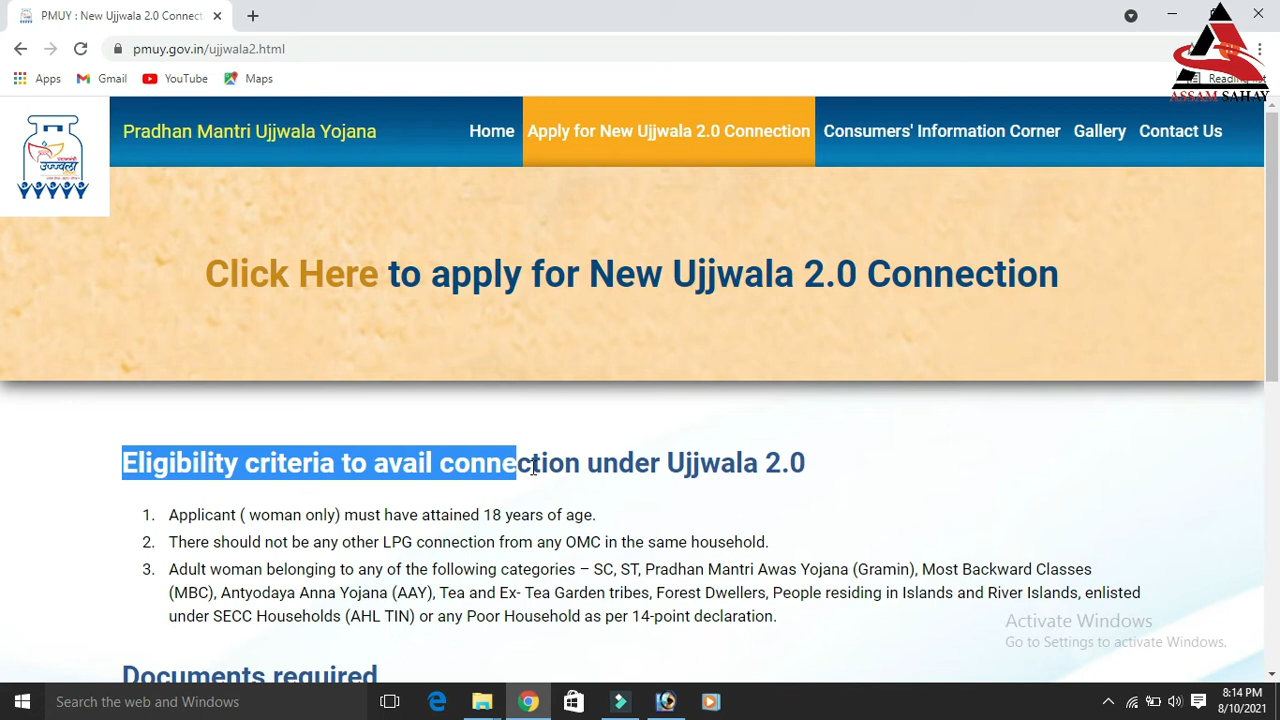 PMUY : New Ujjwala 2.0 Connect
pmuy.gov.in/ujjwala2.html
Apps Gmail YouTube Maps
Reading list
ASSAM SAHAY
Pradhan Mantri Ujjwala Yojana Home Apply for New Ujjwala 2.0 Connection Consumers' Information Corner Gallery Contact Us
उज्ज्वला
Click Here to apply for New Ujjwala 2.0 Connection
Eligibility criteria to avail connection under Ujjwala 2.0
1. Applicant ( woman only) must have attained 18 years of age.
2. There should not be any other LPG connection from any OMC in the same household.
3. Adult woman belonging to any of the following categories – SC, ST, Pradhan Mantri Awas Yojana (Gramin), Most Backward Classes
(MBC), Antyodaya Anna Yojana (AAY), Tea and Ex- Tea Garden tribes, Forest Dwellers, People residing in Islands and River Islands, enlisted
under SECC Households (AHL TIN) or any Poor Household as per 14-point declaration.
Activate Windows
Go to Settings to activate Windows.
Documents required
Search the web and Windows
8:14 PM
8/10/2021